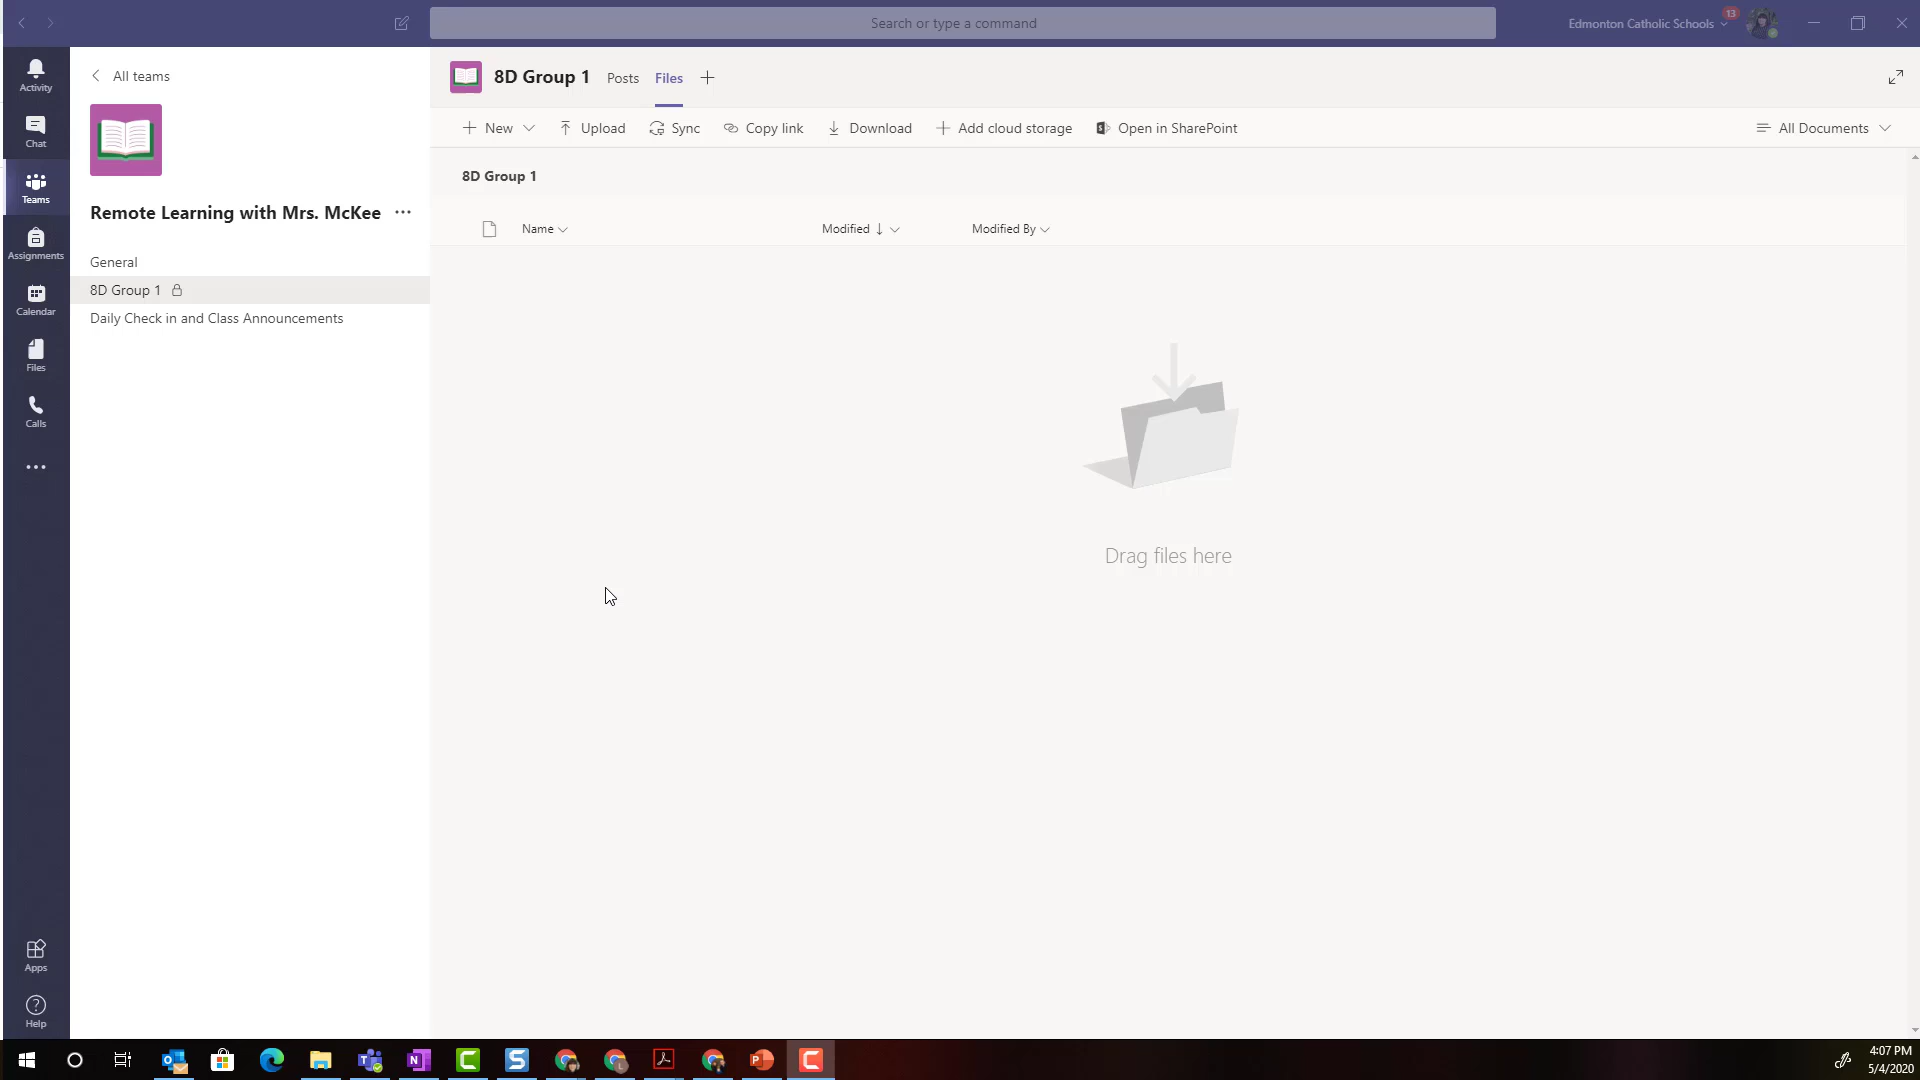 Search or type a command
Edmonton Catholic Schools
13
Activity
Chat
Teams
Assignments
Calendar
Files
Calls
Apps
Help
All teams
Remote Learning with Mrs. McKee
General
8D Group 1
Daily Check in and Class Announcements
8D Group 1 Posts Files
New Upload Sync Copy link Download Add cloud storage Open in SharePoint All Documents
8D Group 1
Name Modified Modified By
Drag files here
4:07 PM
5/4/2020